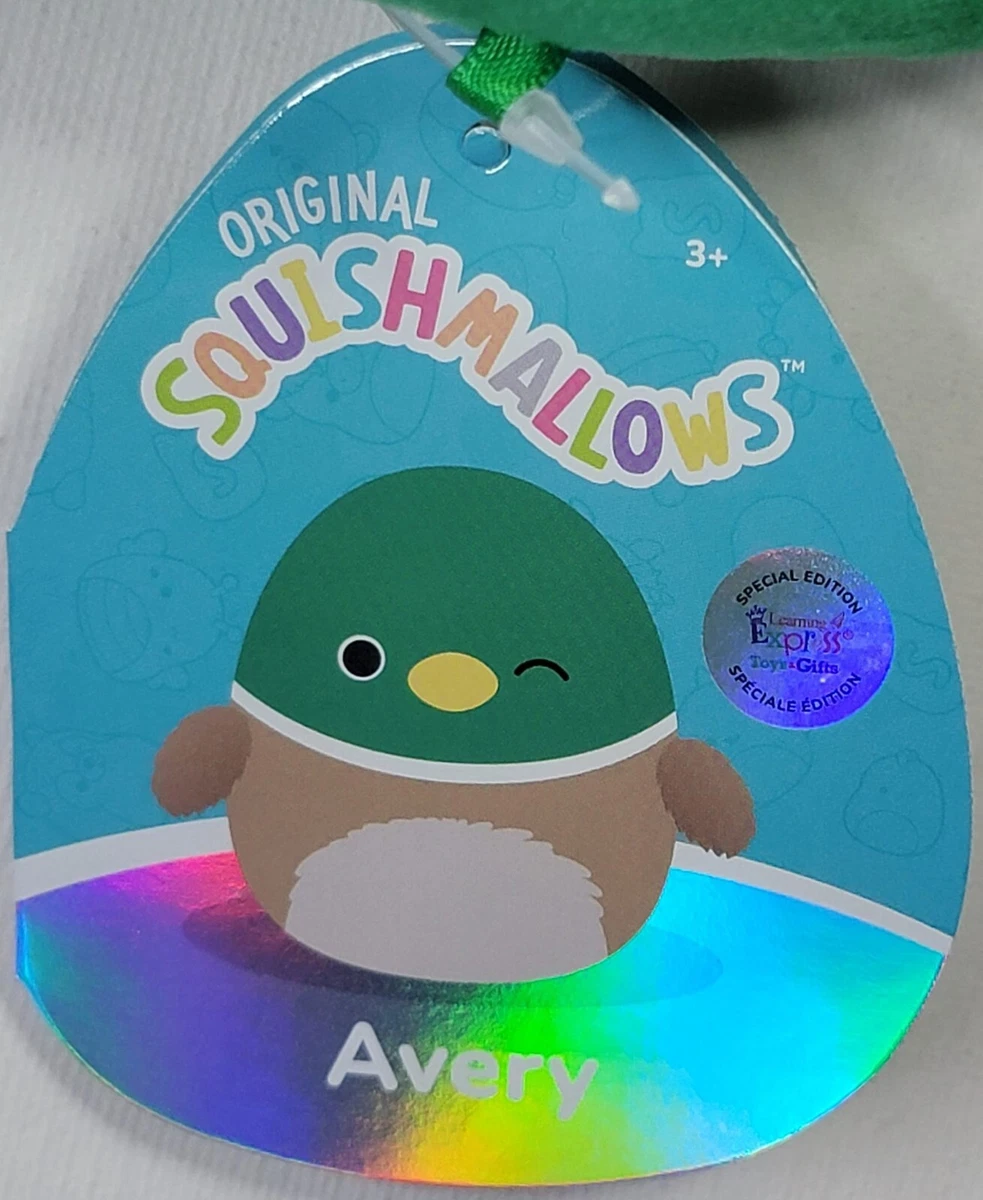 ORIGINAL
SQUISHMALLOWS™
3+
SPECIAL EDITION
Learning
Express®
Toys & Gifts
SPÉCIALE ÉDITION
Avery